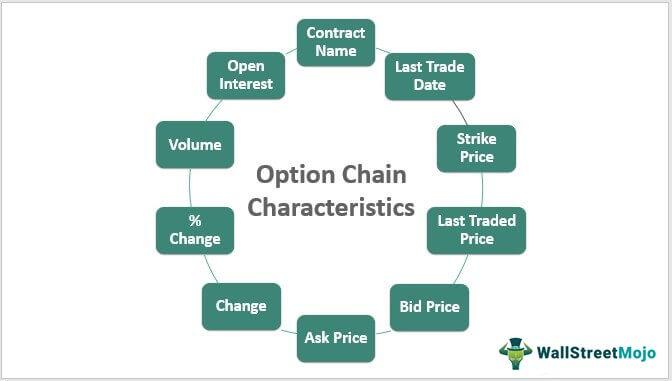 Contract
Name
Last Trade
Date
Strike
Price
Last Traded
Price
Bid Price
Ask Price
Change
%
Change
Volume
Open
Interest
Option Chain
Characteristics
WallStreetMojo